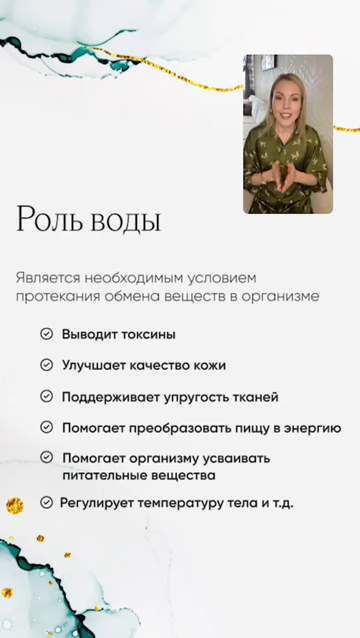 Роль воды
Является необходимым условием
протекания обмена веществ в организме
Выводит токсины
Улучшает качество кожи
Поддерживает упругость тканей
Помогает преобразовать пищу в энергию
Помогает организму усваивать
питательные вещества
Регулирует температуру тела и т.д.